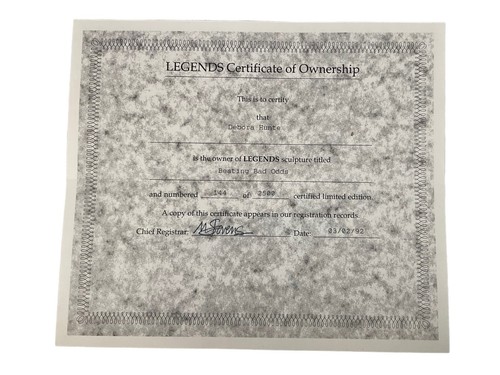 LEGENDS Certificate of Ownership
This is to certify
that
Debora Hunts
is the owner of LEGENDS sculpture titled
Beating Bad Odds
and numbered 144 of 2500 certified limited edition.
A copy of this certificate appears in our registration records.
Chief Registrar: Date: 03/02/92